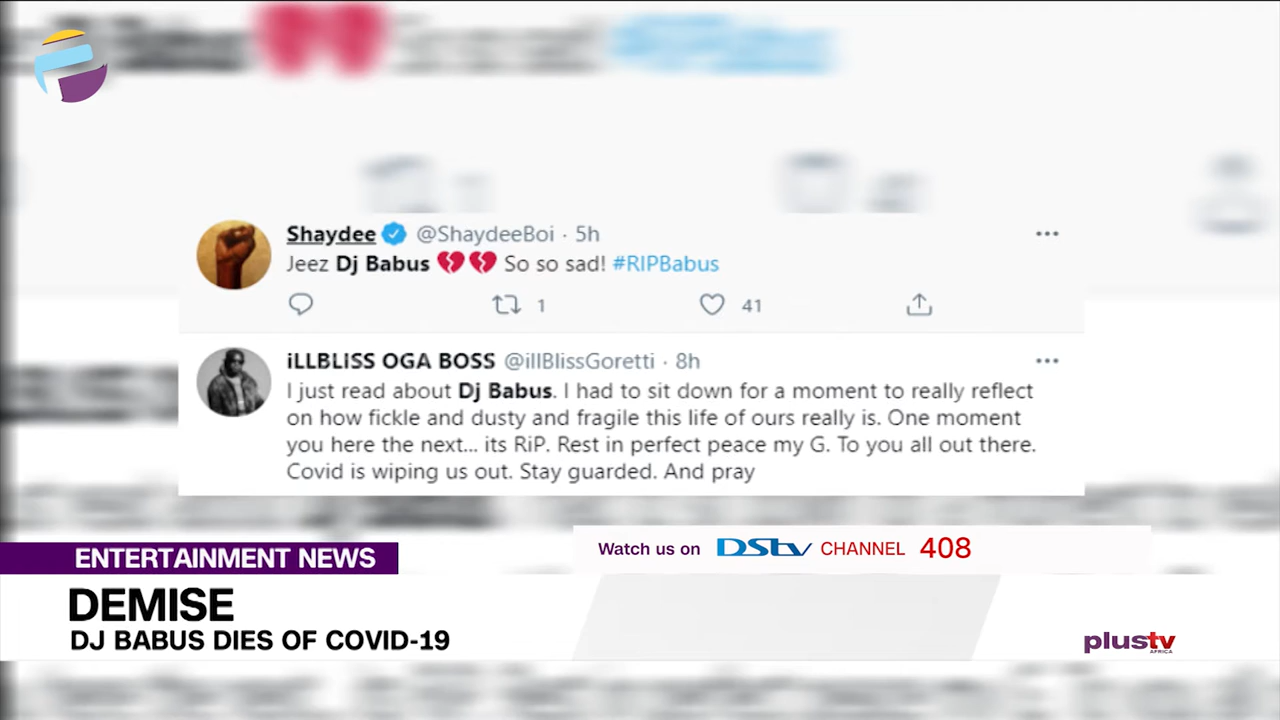 Shaydee @ShaydeeBoi · 5h
Jeez Dj Babus 💔💔 So so sad! #RIPBabus
1 41
iLLBLISS OGA BOSS @illBlissGoretti · 8h
I just read about Dj Babus. I had to sit down for a moment to really reflect
on how fickle and dusty and fragile this life of ours really is. One moment
you here the next... its RiP. Rest in perfect peace my G. To you all out there.
Covid is wiping us out. Stay guarded. And pray
Watch us on DStv CHANNEL 408
ENTERTAINMENT NEWS
DEMISE
DJ BABUS DIES OF COVID-19
plustv
AFRICA